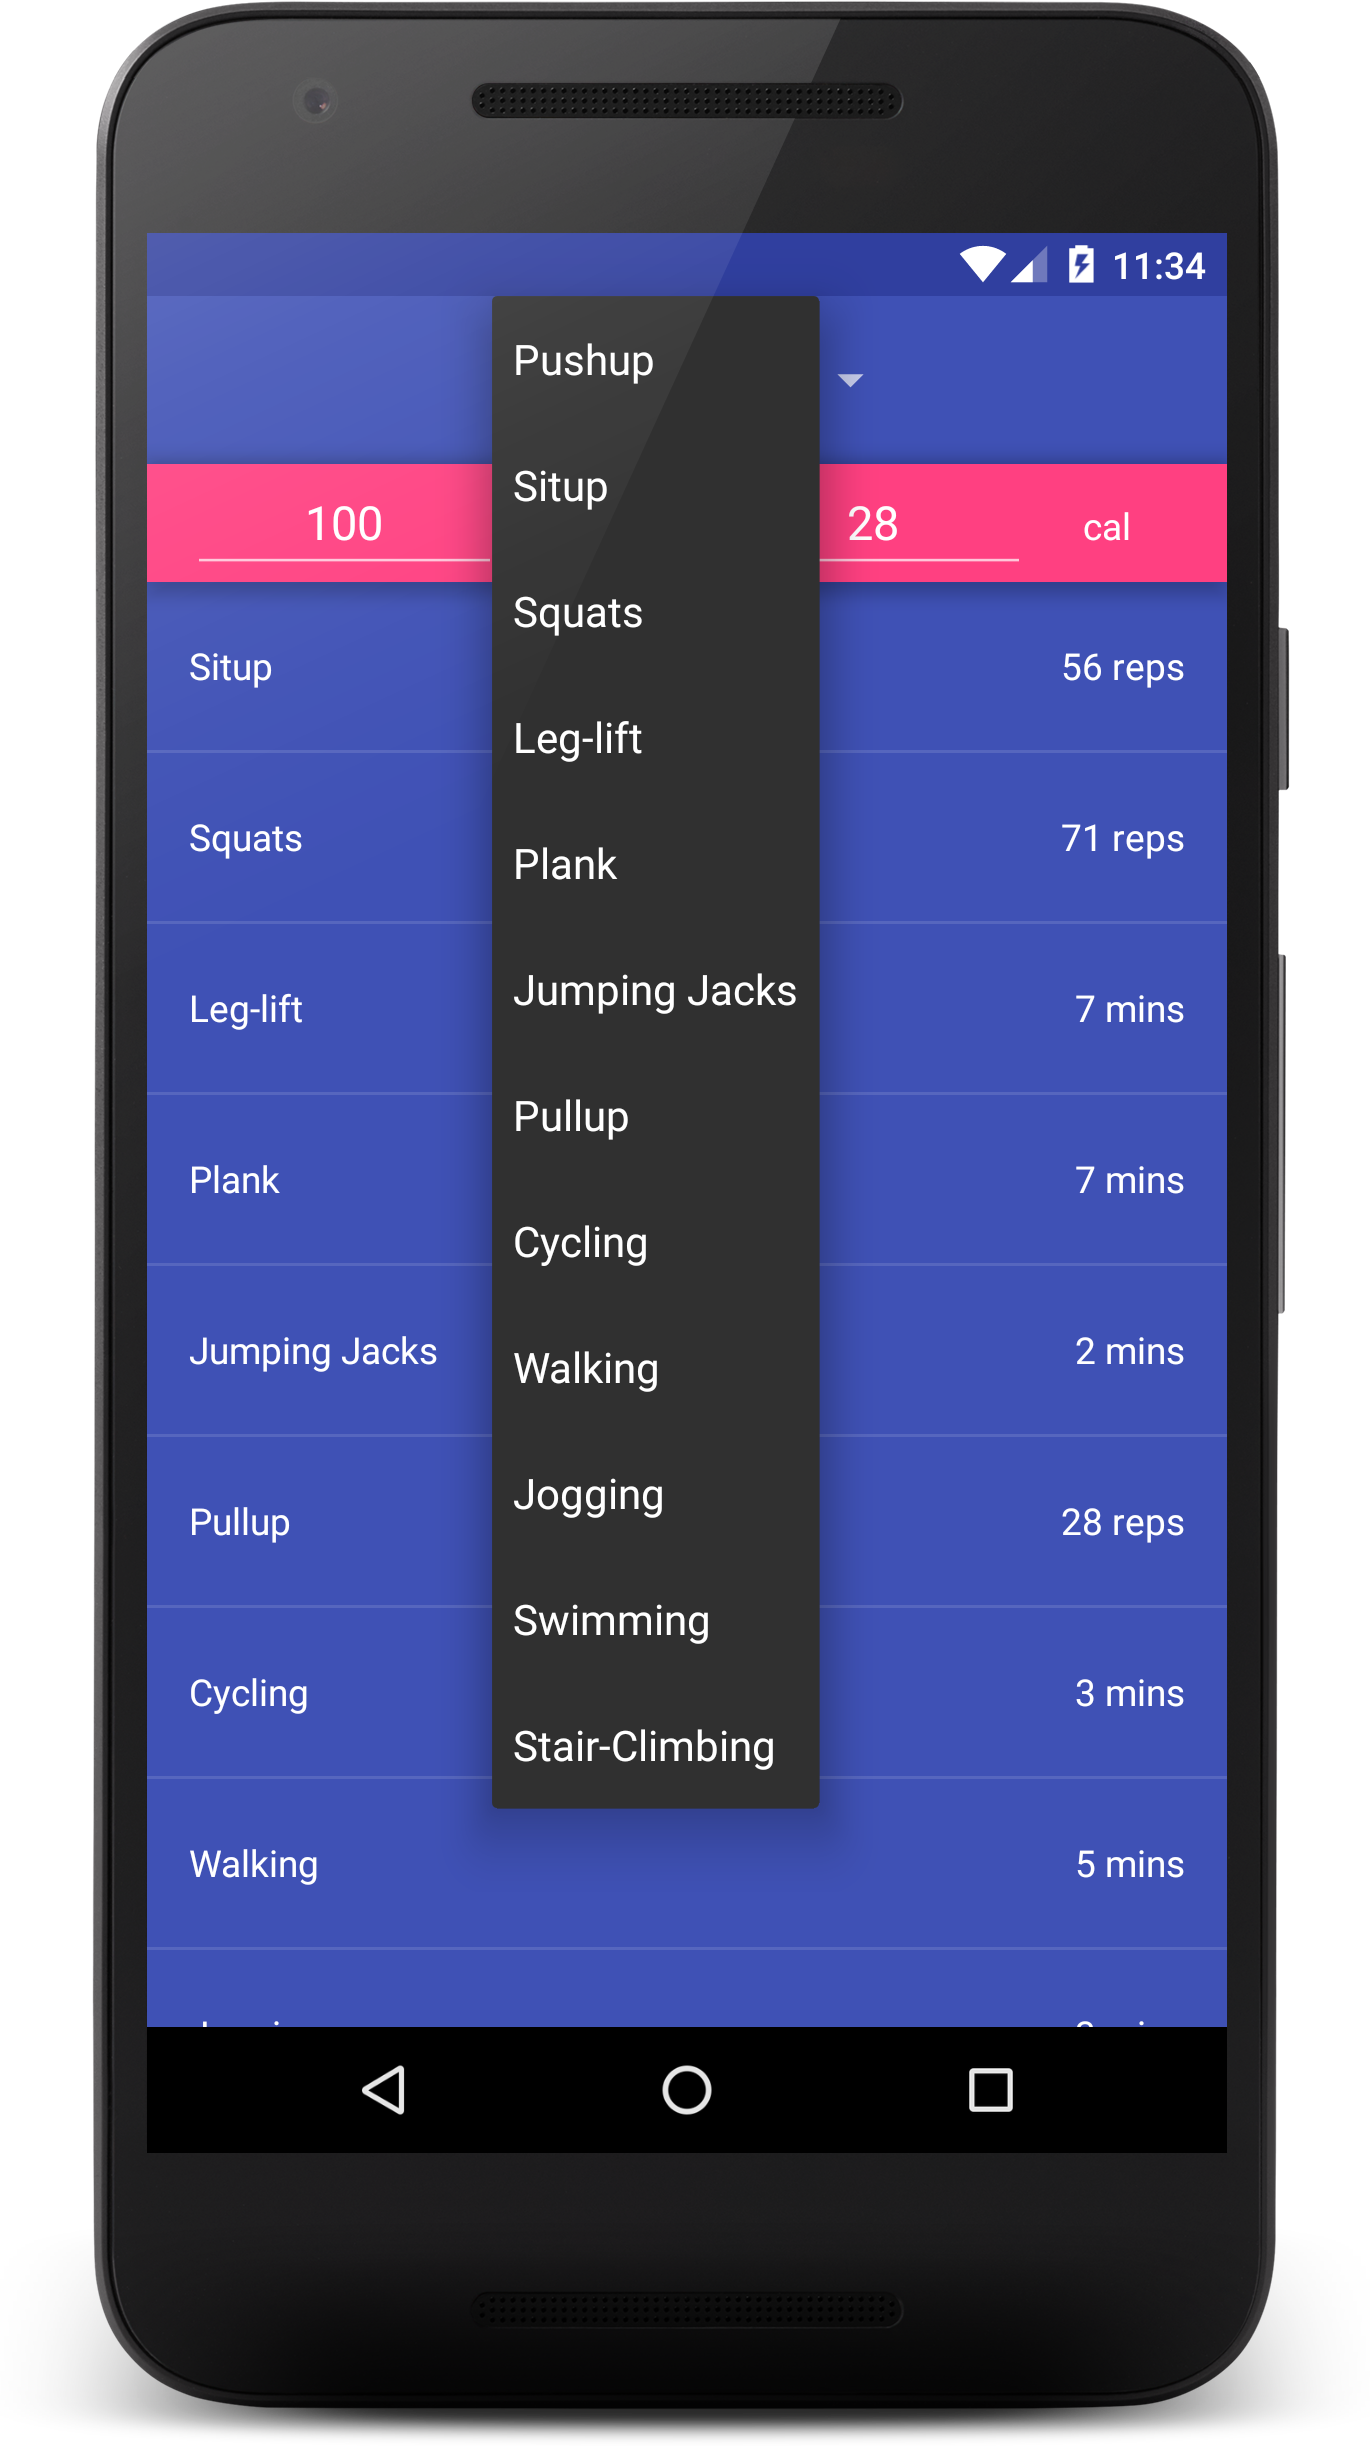 11:34
Pushup
Situp
Squats
Leg-lift
Plank
Jumping Jacks
Pullup
Cycling
Walking
Jogging
Swimming
Stair-Climbing
100 28 cal
Situp 56 reps
Squats 71 reps
Leg-lift 7 mins
Plank 7 mins
Jumping Jacks 2 mins
Pullup 28 reps
Cycling 3 mins
Walking 5 mins